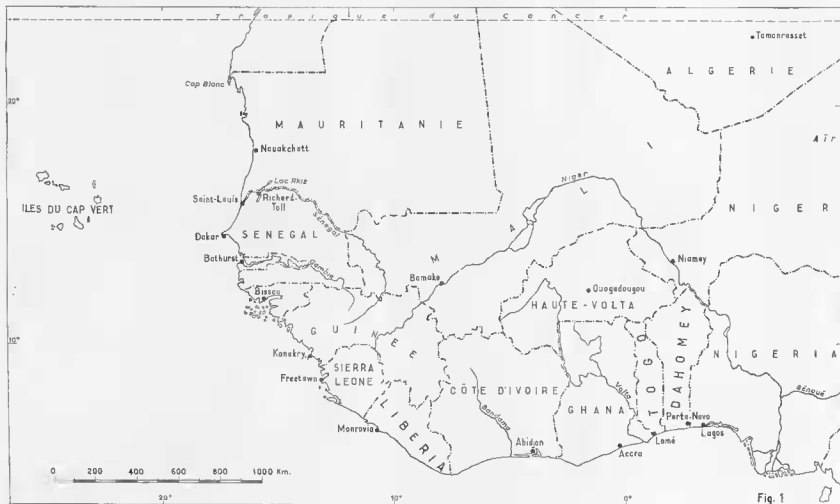 Tropique du Cancer
Tamanrasset
ALGERIE
Cap Blanc
20°
MAURITANIE
Aïr
Nouakchott
Lac Rkiz
Niger
MALI
Saint-Louis
Richard-Toll
ILES DU CAP VERT
Sénégal
NIGER
Dakar
SENEGAL
Bathurst
Gambie
Niamey
Bamako
Bissau
Ouagadougou
HAUTE-VOLTA
GUINEE
10°
Konakry
NIGERIA
TOGO
DAHOMEY
SIERRA
LEONE
Freetown
CÔTE D'IVOIRE
Volta
Bénoué
GHANA
LIBERIA
Bandama
Porto-Novo
Monrovia
Abidjan
Accra
Lomé
Lagos
0 200 400 600 800 1000 Km.
20°
10°
0°
Fig. 1